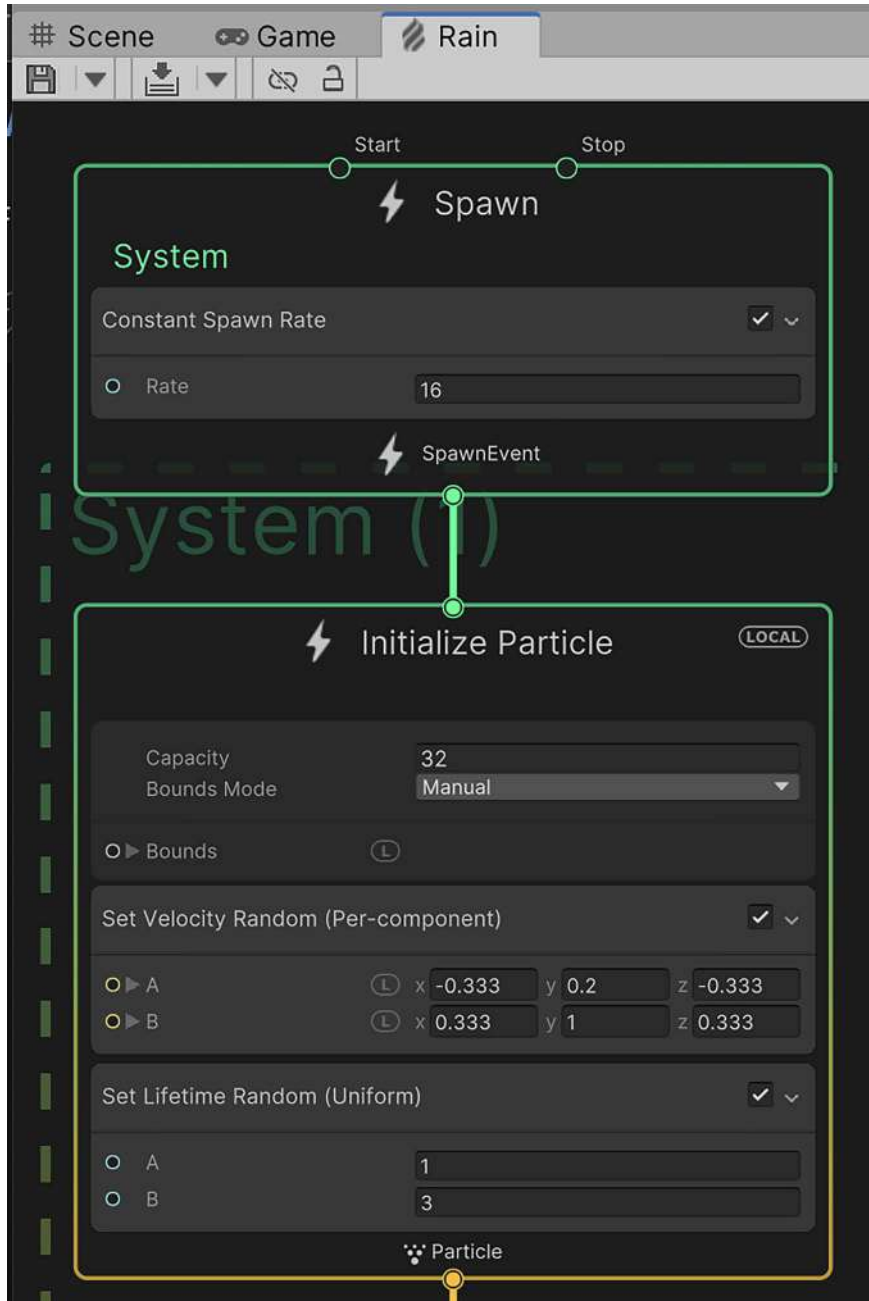 Scene Game Rain
Start Stop
Spawn
System
Constant Spawn Rate
Rate 16
SpawnEvent
System (1)
Initialize Particle LOCAL
Capacity 32
Bounds Mode Manual
Bounds L
Set Velocity Random (Per-component)
A L x -0.333 y 0.2 z -0.333
B L x 0.333 y 1 z 0.333
Set Lifetime Random (Uniform)
A 1
B 3
Particle